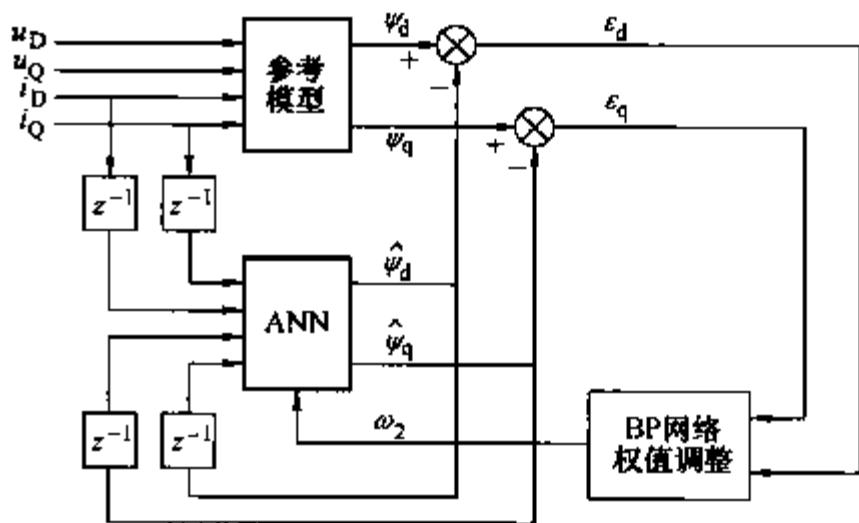 u_D
u_Q
i_D
i_Q
参考
模型
ψ_d
+
−
ε_d
ψ_q
+
−
ε_q
z⁻¹
z⁻¹
ANN
ψ̂_d
ψ̂_q
z⁻¹
z⁻¹
ω₂
BP网络
权值调整